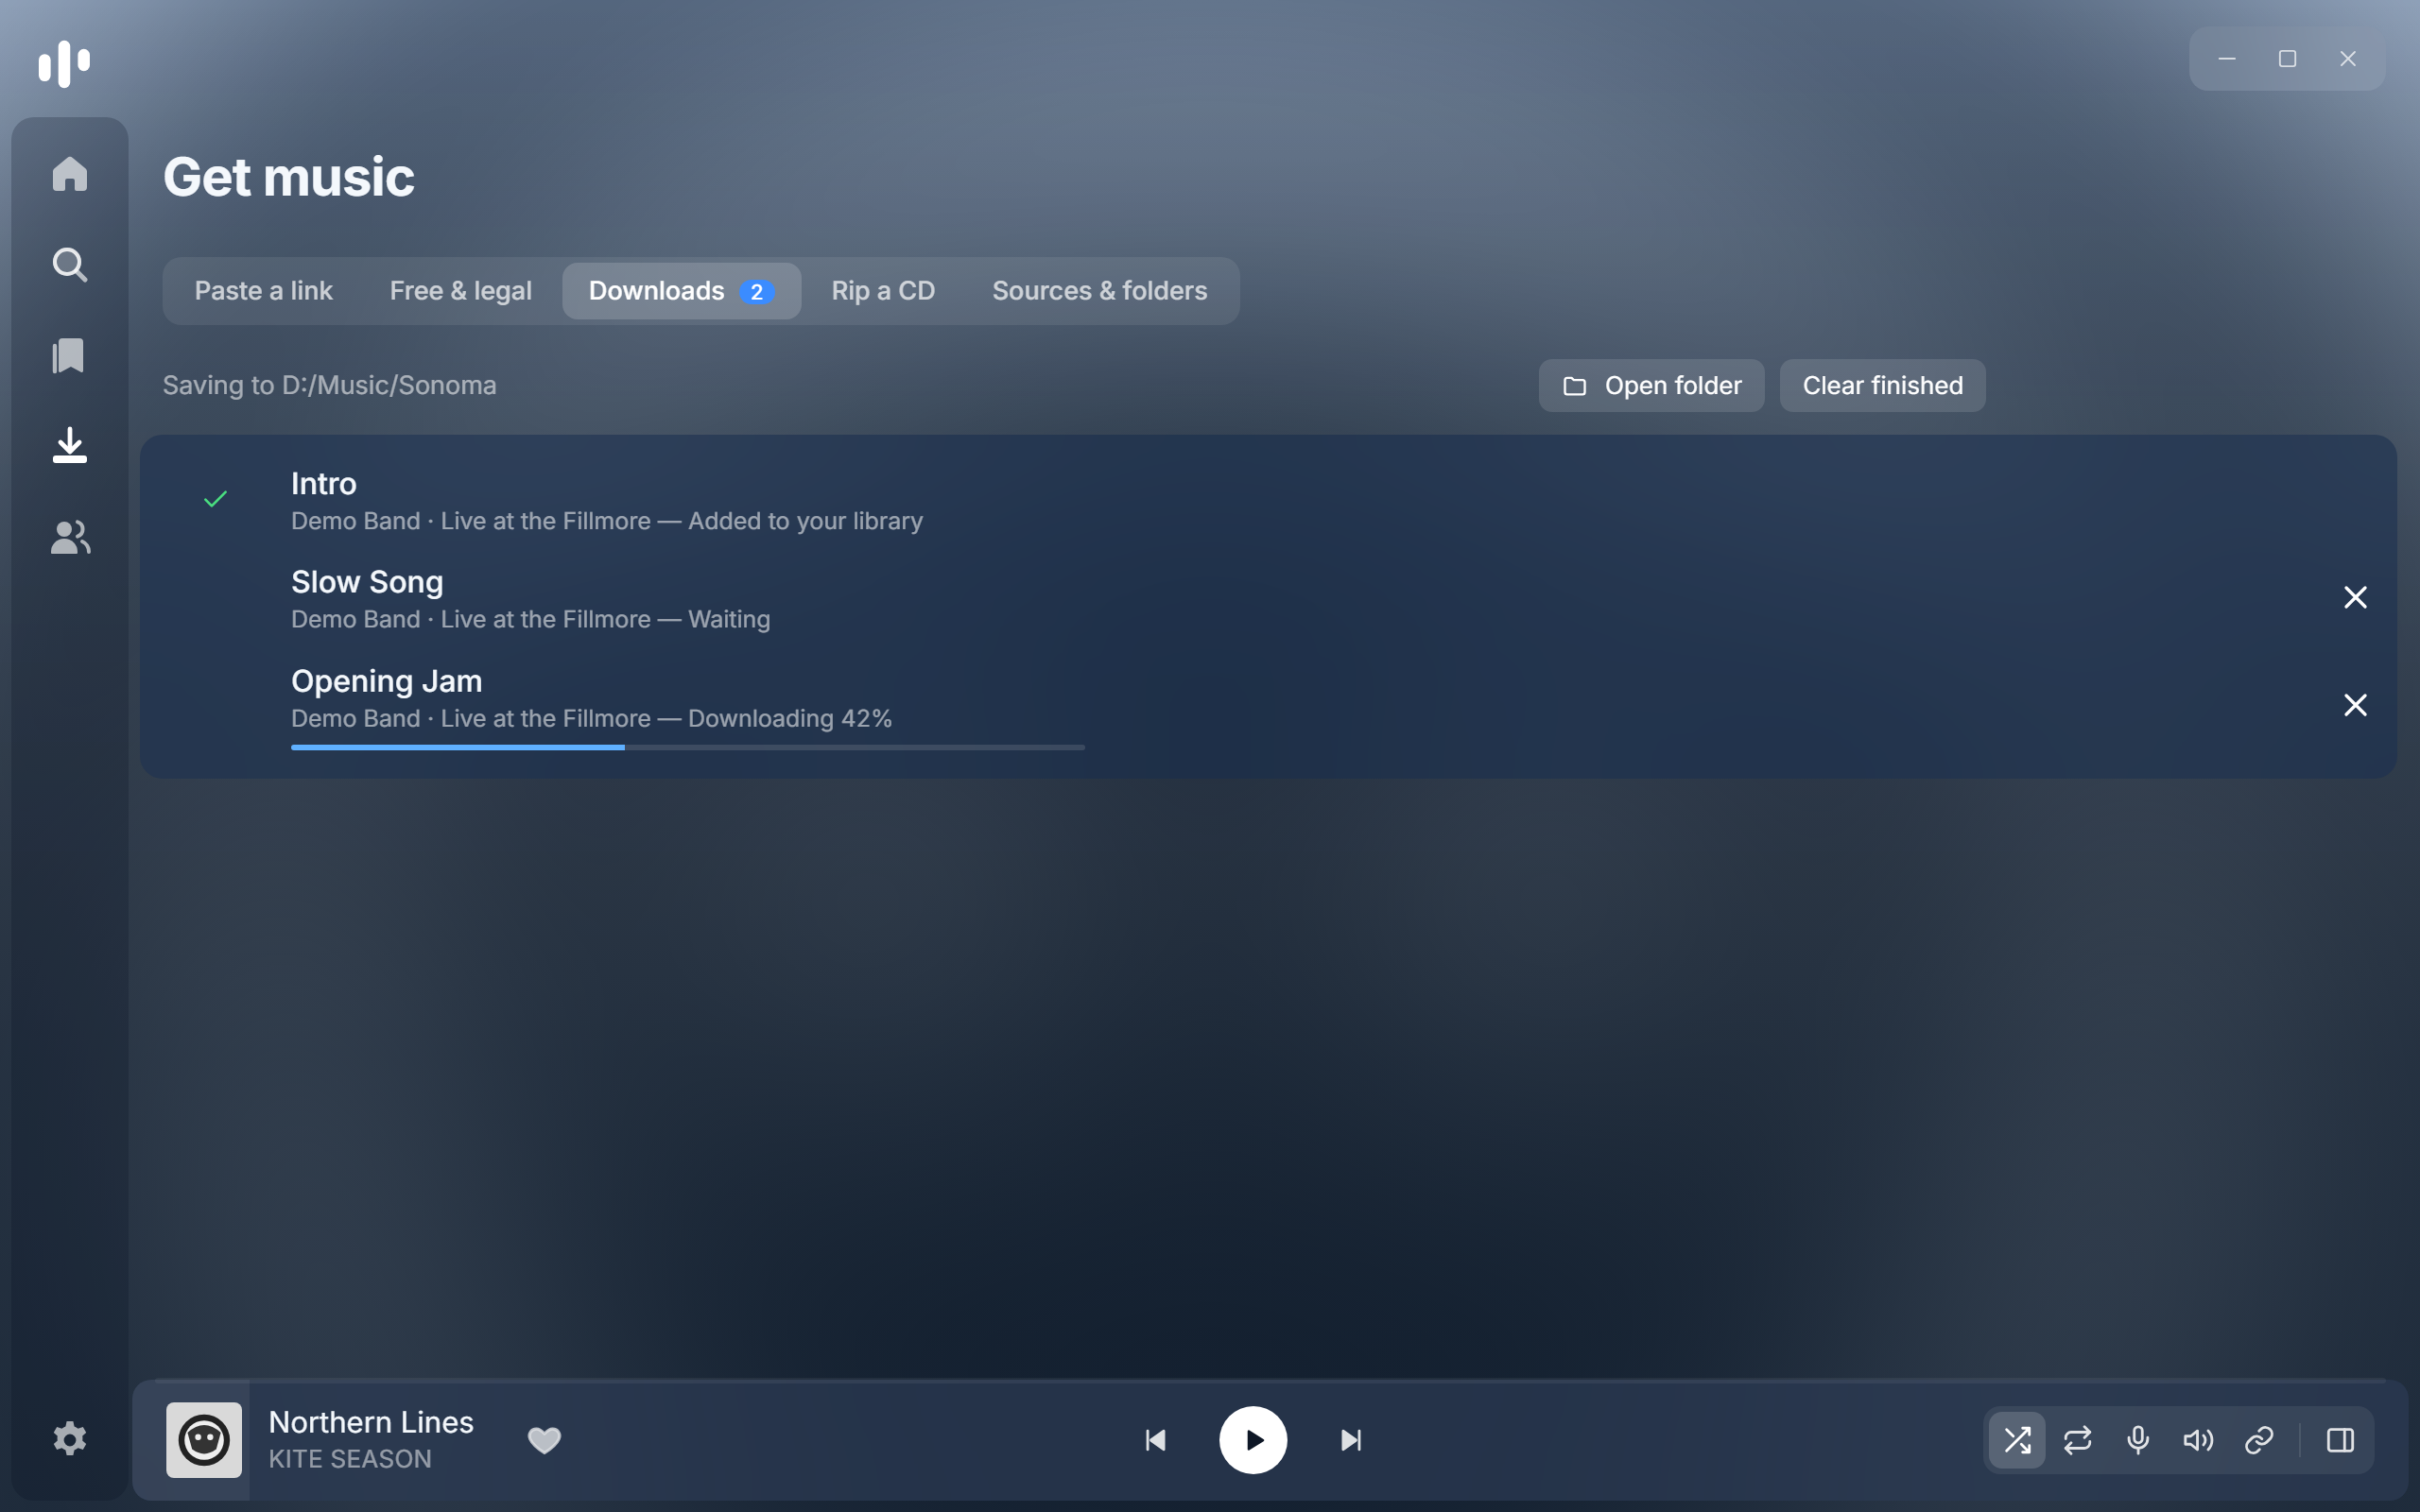 Get music
Paste a link Free & legal Downloads 2 Rip a CD Sources & folders
Saving to D:/Music/Sonoma Open folder Clear finished
Intro
Demo Band · Live at the Fillmore — Added to your library
Slow Song
Demo Band · Live at the Fillmore — Waiting
Opening Jam
Demo Band · Live at the Fillmore — Downloading 42%
Northern Lines
KITE SEASON